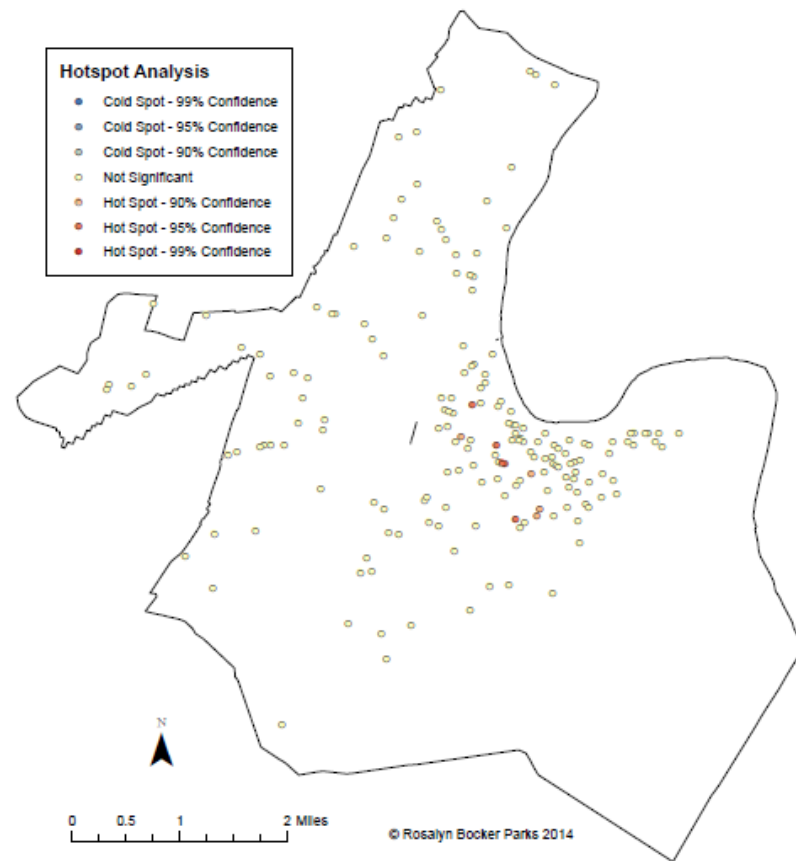 Hotspot Analysis
Cold Spot - 99% Confidence
Cold Spot - 95% Confidence
Cold Spot - 90% Confidence
Not Significant
Hot Spot - 90% Confidence
Hot Spot - 95% Confidence
Hot Spot - 99% Confidence
N
0 0.5 1 2 Miles
© Rosalyn Bocker Parks 2014